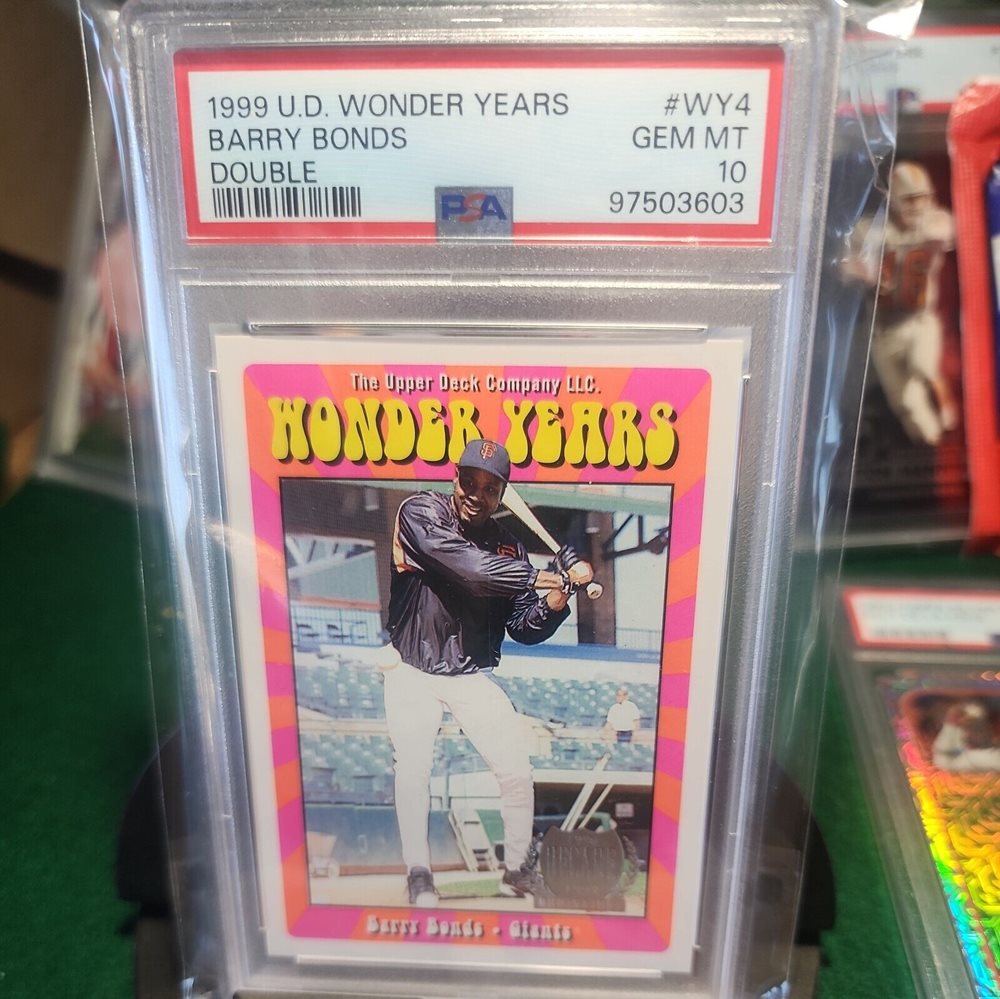 1999 U.D. WONDER YEARS #WY4
BARRY BONDS GEM MT
DOUBLE 10
PSA 97503603
The Upper Deck Company LLC.
WONDER YEARS
SF
Barry Bonds - Giants